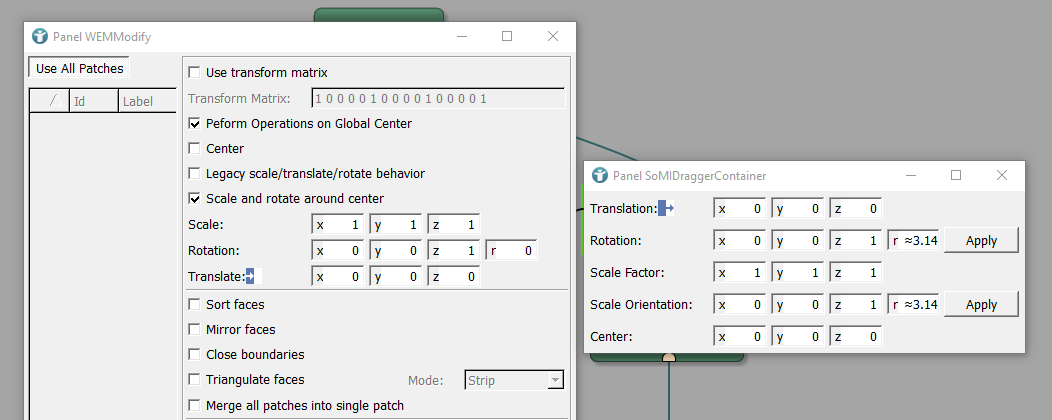 Panel WEMModify
Use All Patches
Id Label
Use transform matrix
Transform Matrix: 1 0 0 0 0 1 0 0 0 0 1 0 0 0 0 1
Peform Operations on Global Center
Center
Legacy scale/translate/rotate behavior
Scale and rotate around center
Scale: x 1 y 1 z 1
Rotation: x 0 y 0 z 1 r 0
Translate: x 0 y 0 z 0
Sort faces
Mirror faces
Close boundaries
Triangulate faces Mode: Strip
Merge all patches into single patch
Panel SoMIDraggerContainer
Translation: x 0 y 0 z 0
Rotation: x 0 y 0 z 1 r ≈3.14 Apply
Scale Factor: x 1 y 1 z 1
Scale Orientation: x 0 y 0 z 1 r ≈3.14 Apply
Center: x 0 y 0 z 0